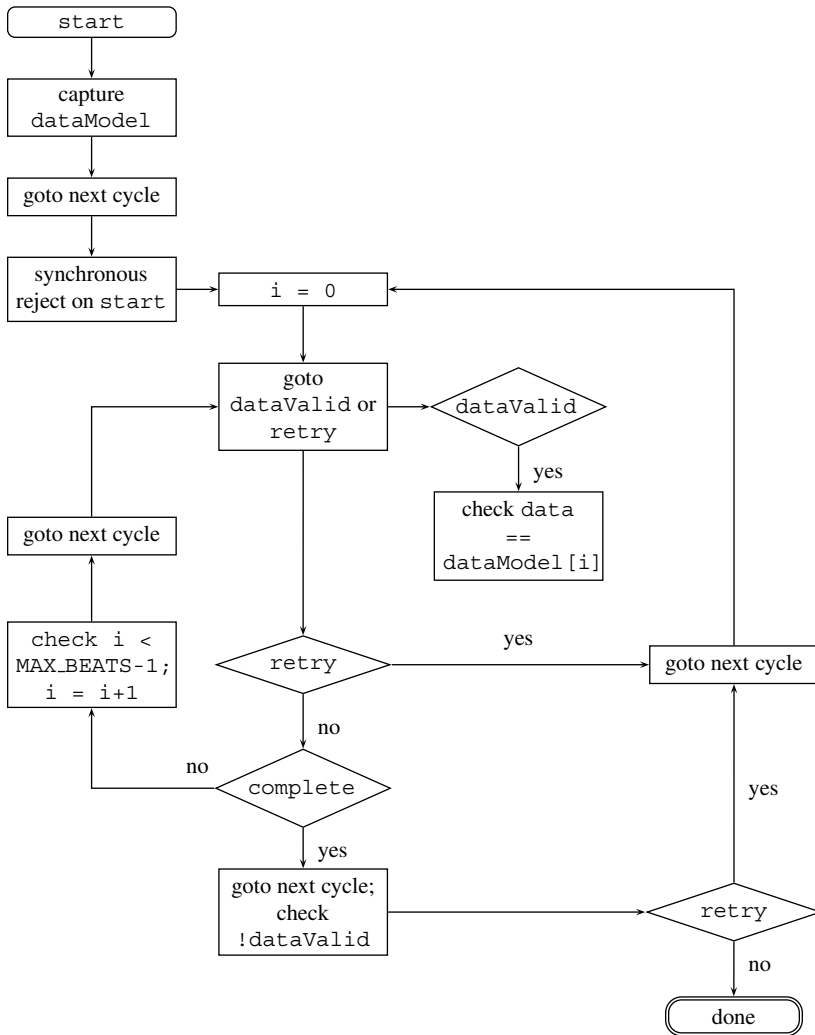 start
capture
dataModel
goto next cycle
synchronous
reject on start
i = 0
goto
dataValid or
retry
dataValid
yes
check data
==
dataModel[i]
goto next cycle
check i <
MAX_BEATS-1;
i = i+1
retry
yes
goto next cycle
no
complete
no
yes
yes
goto next cycle;
check
!dataValid
retry
no
done